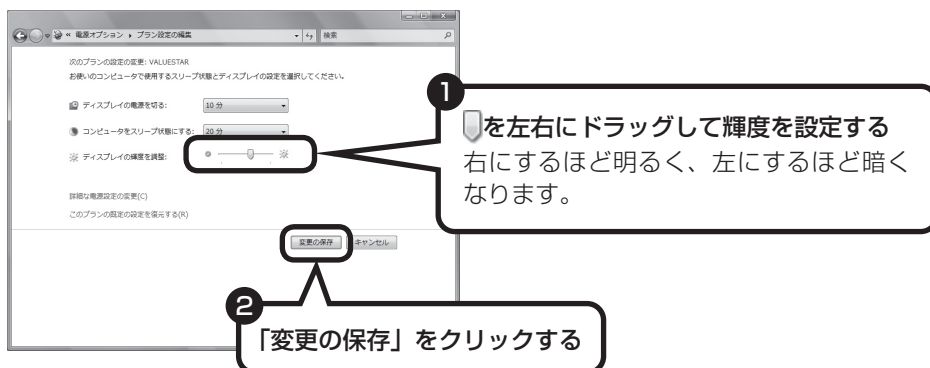 « 電源オプション ▸ プラン設定の編集
検索
次のプランの設定の変更: VALUESTAR
お使いのコンピュータで使用するスリープ状態とディスプレイの設定を選択してください。
ディスプレイの電源を切る: 10 分
コンピュータをスリープ状態にする: 20 分
ディスプレイの輝度を調整:
詳細な電源設定の変更(C)
このプランの既定の設定を復元する(R)
変更の保存 キャンセル
1
を左右にドラッグして輝度を設定する
右にするほど明るく、左にするほど暗く
なります。
2
「変更の保存」をクリックする